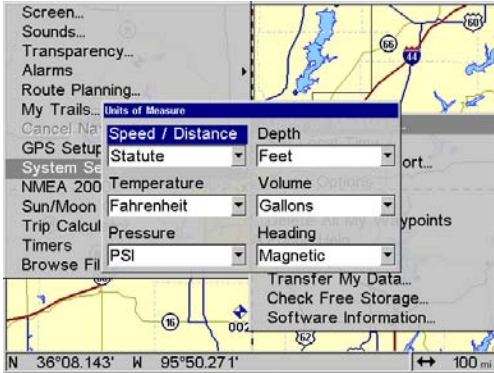 Screen...
Sounds...
Transparency...
Alarms
Route Planning...
My Trails...
Cancel Nav
GPS Setup
System Se
NMEA 200
Sun/Moon
Trip Calcul
Timers
Browse Fil
Units of Measure
Speed / Distance
Depth
Statute
Feet
Temperature
Volume
Fahrenheit
Gallons
Pressure
Heading
PSI
Magnetic
ort...
ypoints
Transfer My Data...
Check Free Storage...
Software Information...
60
66
44
16
62
002
N 36°08.143' W 95°50.271'
↔ 100 mi